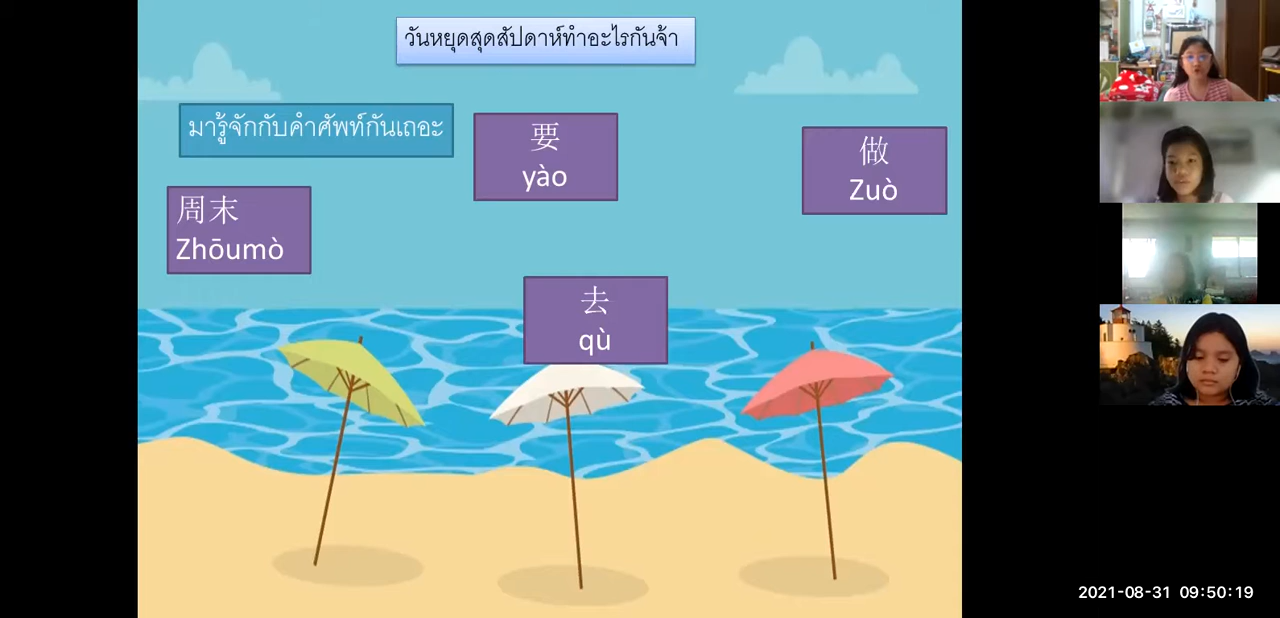 วันหยุดสุดสัปดาห์ทำอะไรกันจ้า
มารู้จักกับคำศัพท์กันเถอะ
要
yào
做
Zuò
周末
Zhōumò
去
qù
2021-08-31 09:50:19